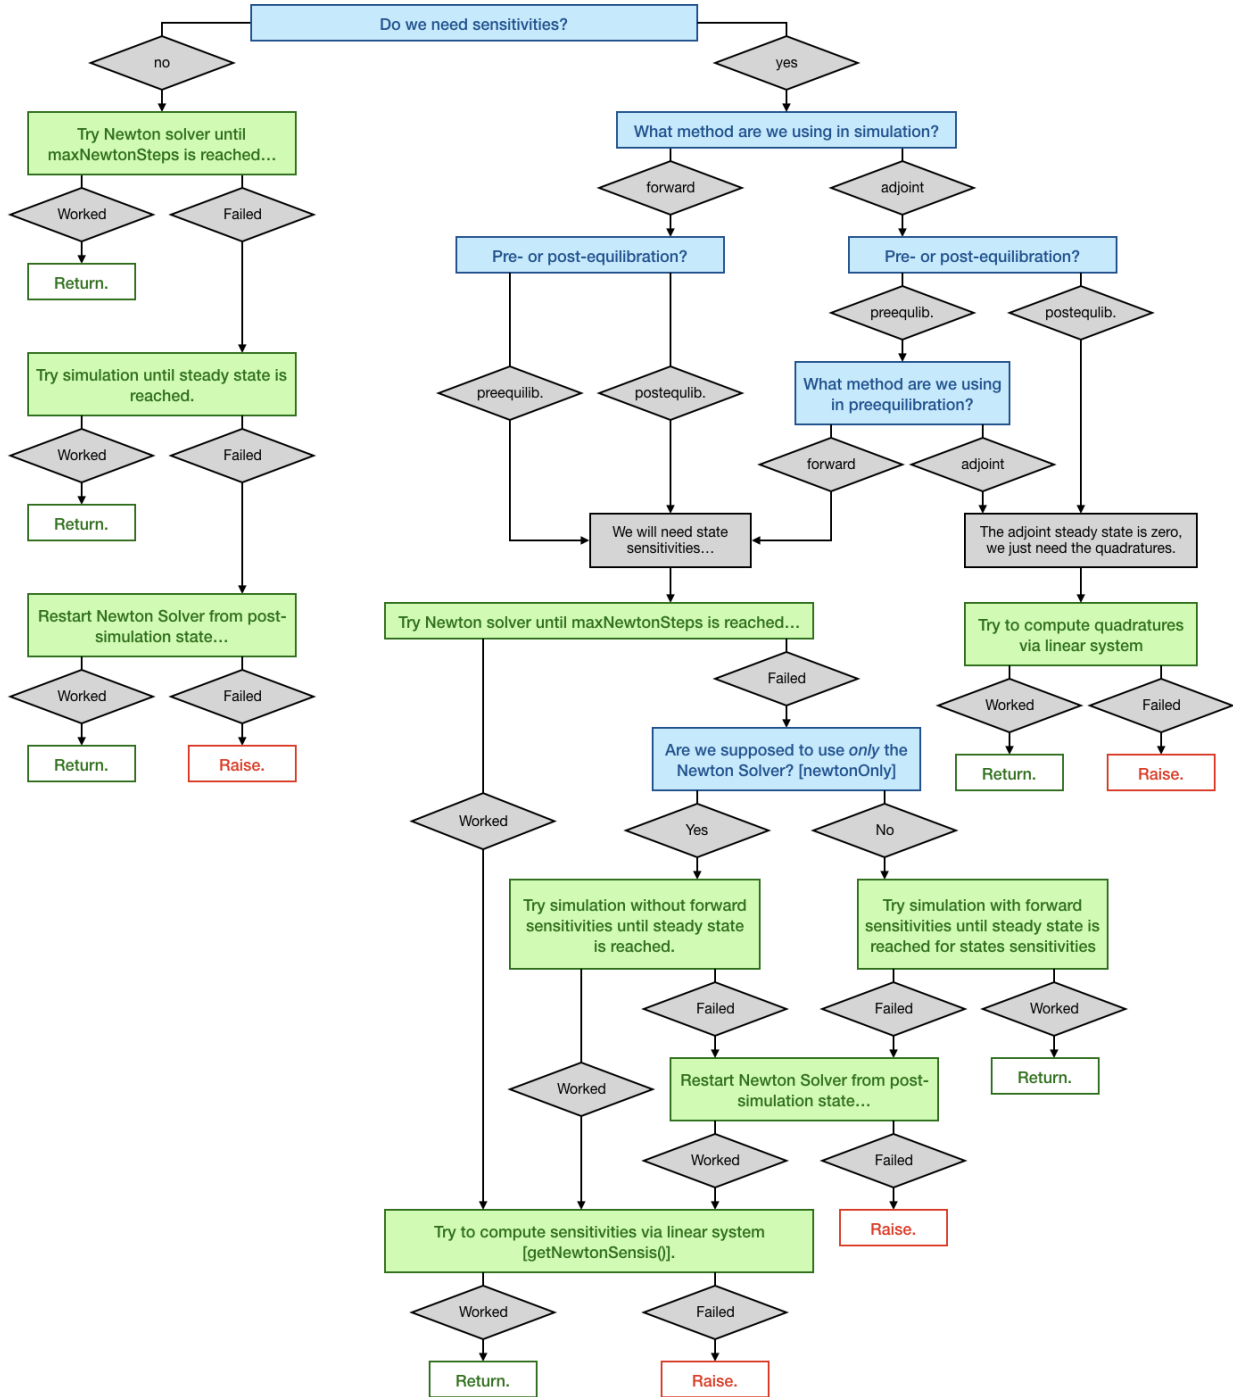 Do we need sensitivities?
no
yes
Try Newton solver until
maxNewtonSteps is reached…
What method are we using in simulation?
forward
adjoint
Worked
Failed
Pre- or post-equilibration?
Pre- or post-equilibration?
Return.
preequlib.
postequlib.
Try simulation until steady state is
reached.
preequilib.
postequlib.
What method are we using
in preequilibration?
Worked
Failed
forward
adjoint
Return.
We will need state
sensitivities…
The adjoint steady state is zero,
we just need the quadratures.
Restart Newton Solver from post-
simulation state…
Try Newton solver until maxNewtonSteps is reached…
Try to compute quadratures
via linear system
Worked
Failed
Failed
Worked
Failed
Return.
Raise.
Are we supposed to use only the
Newton Solver? [newtonOnly]
Return.
Raise.
Worked
Yes
No
Try simulation without forward
sensitivities until steady state
is reached.
Try simulation with forward
sensitivities until steady state is
reached for states sensitivities
Failed
Failed
Worked
Worked
Restart Newton Solver from post-
simulation state…
Return.
Worked
Failed
Try to compute sensitivities via linear system
[getNewtonSensis()].
Raise.
Worked
Failed
Return.
Raise.